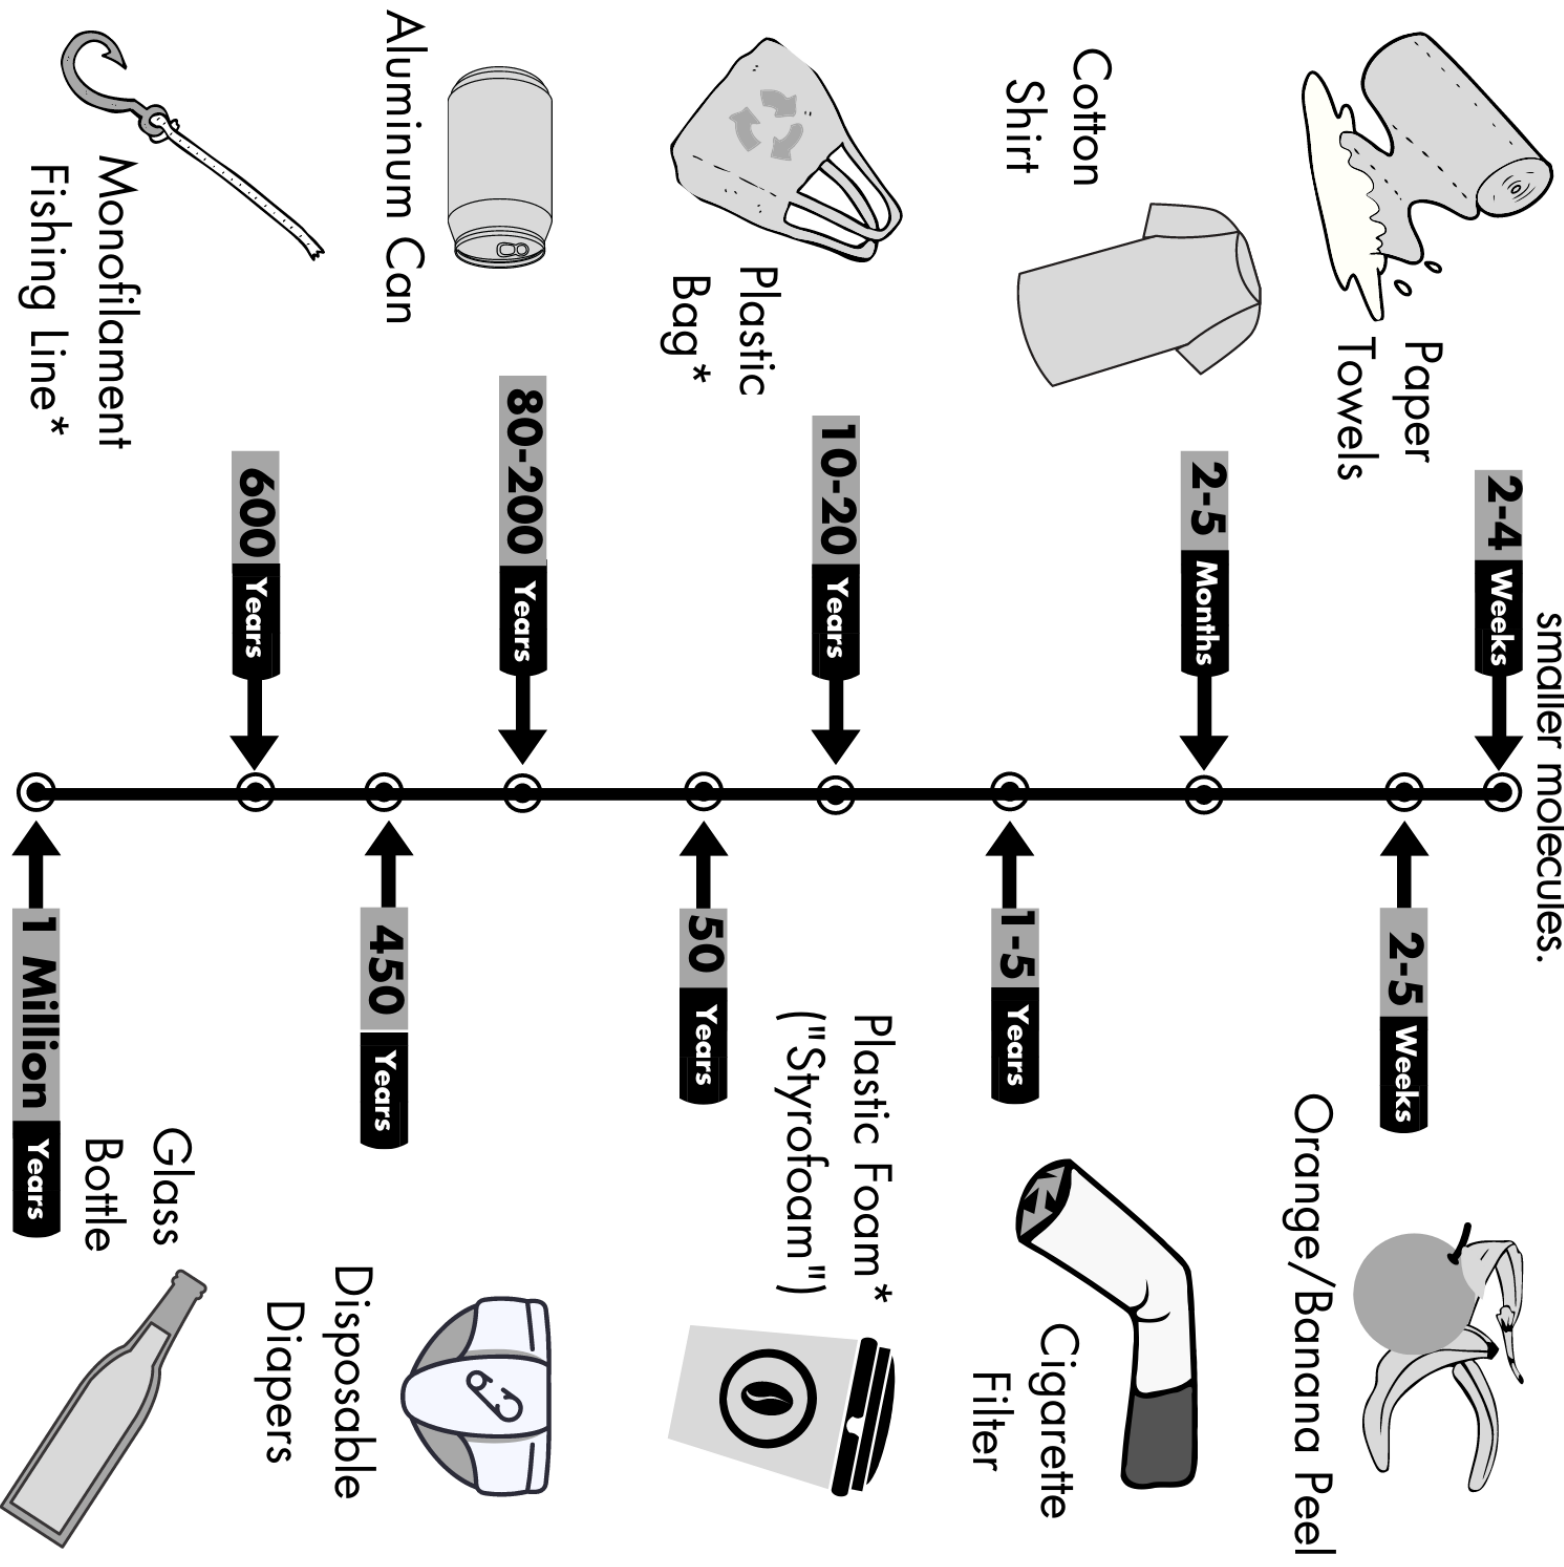 smaller molecules.
2-4 Weeks
Paper
Towels
2-5 Weeks
Orange/Banana Peel
2-5 Months
Cotton
Shirt
1-5 Years
Cigarette
Filter
10-20 Years
Plastic
Bag*
50 Years
Plastic Foam*
("Styrofoam")
80-200 Years
Aluminum Can
450 Years
Disposable
Diapers
600 Years
Monofilament
Fishing Line*
1 Million Years
Glass
Bottle